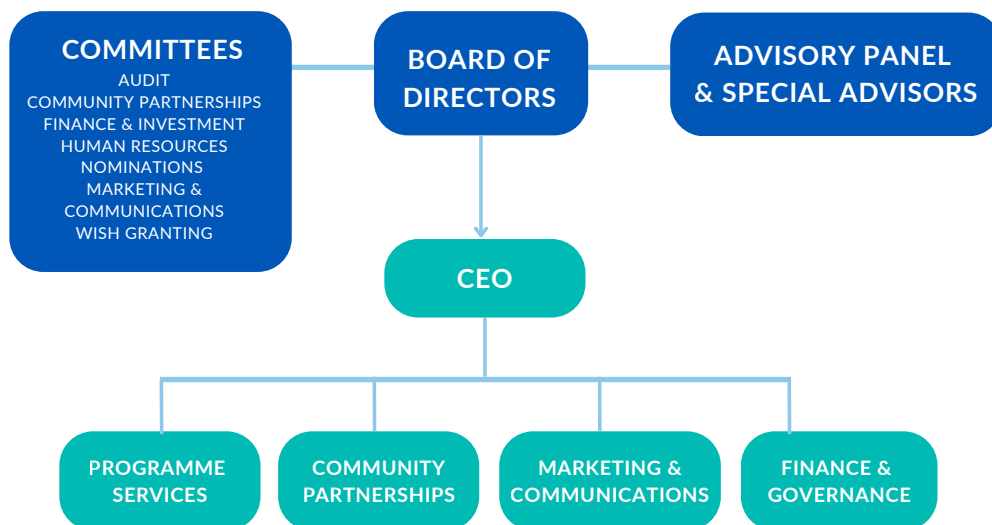 COMMITTEES
AUDIT
COMMUNITY PARTNERSHIPS
FINANCE & INVESTMENT
HUMAN RESOURCES
NOMINATIONS
MARKETING &
COMMUNICATIONS
WISH GRANTING
BOARD OF
DIRECTORS
ADVISORY PANEL
& SPECIAL ADVISORS
CEO
PROGRAMME
SERVICES
COMMUNITY
PARTNERSHIPS
MARKETING &
COMMUNICATIONS
FINANCE &
GOVERNANCE